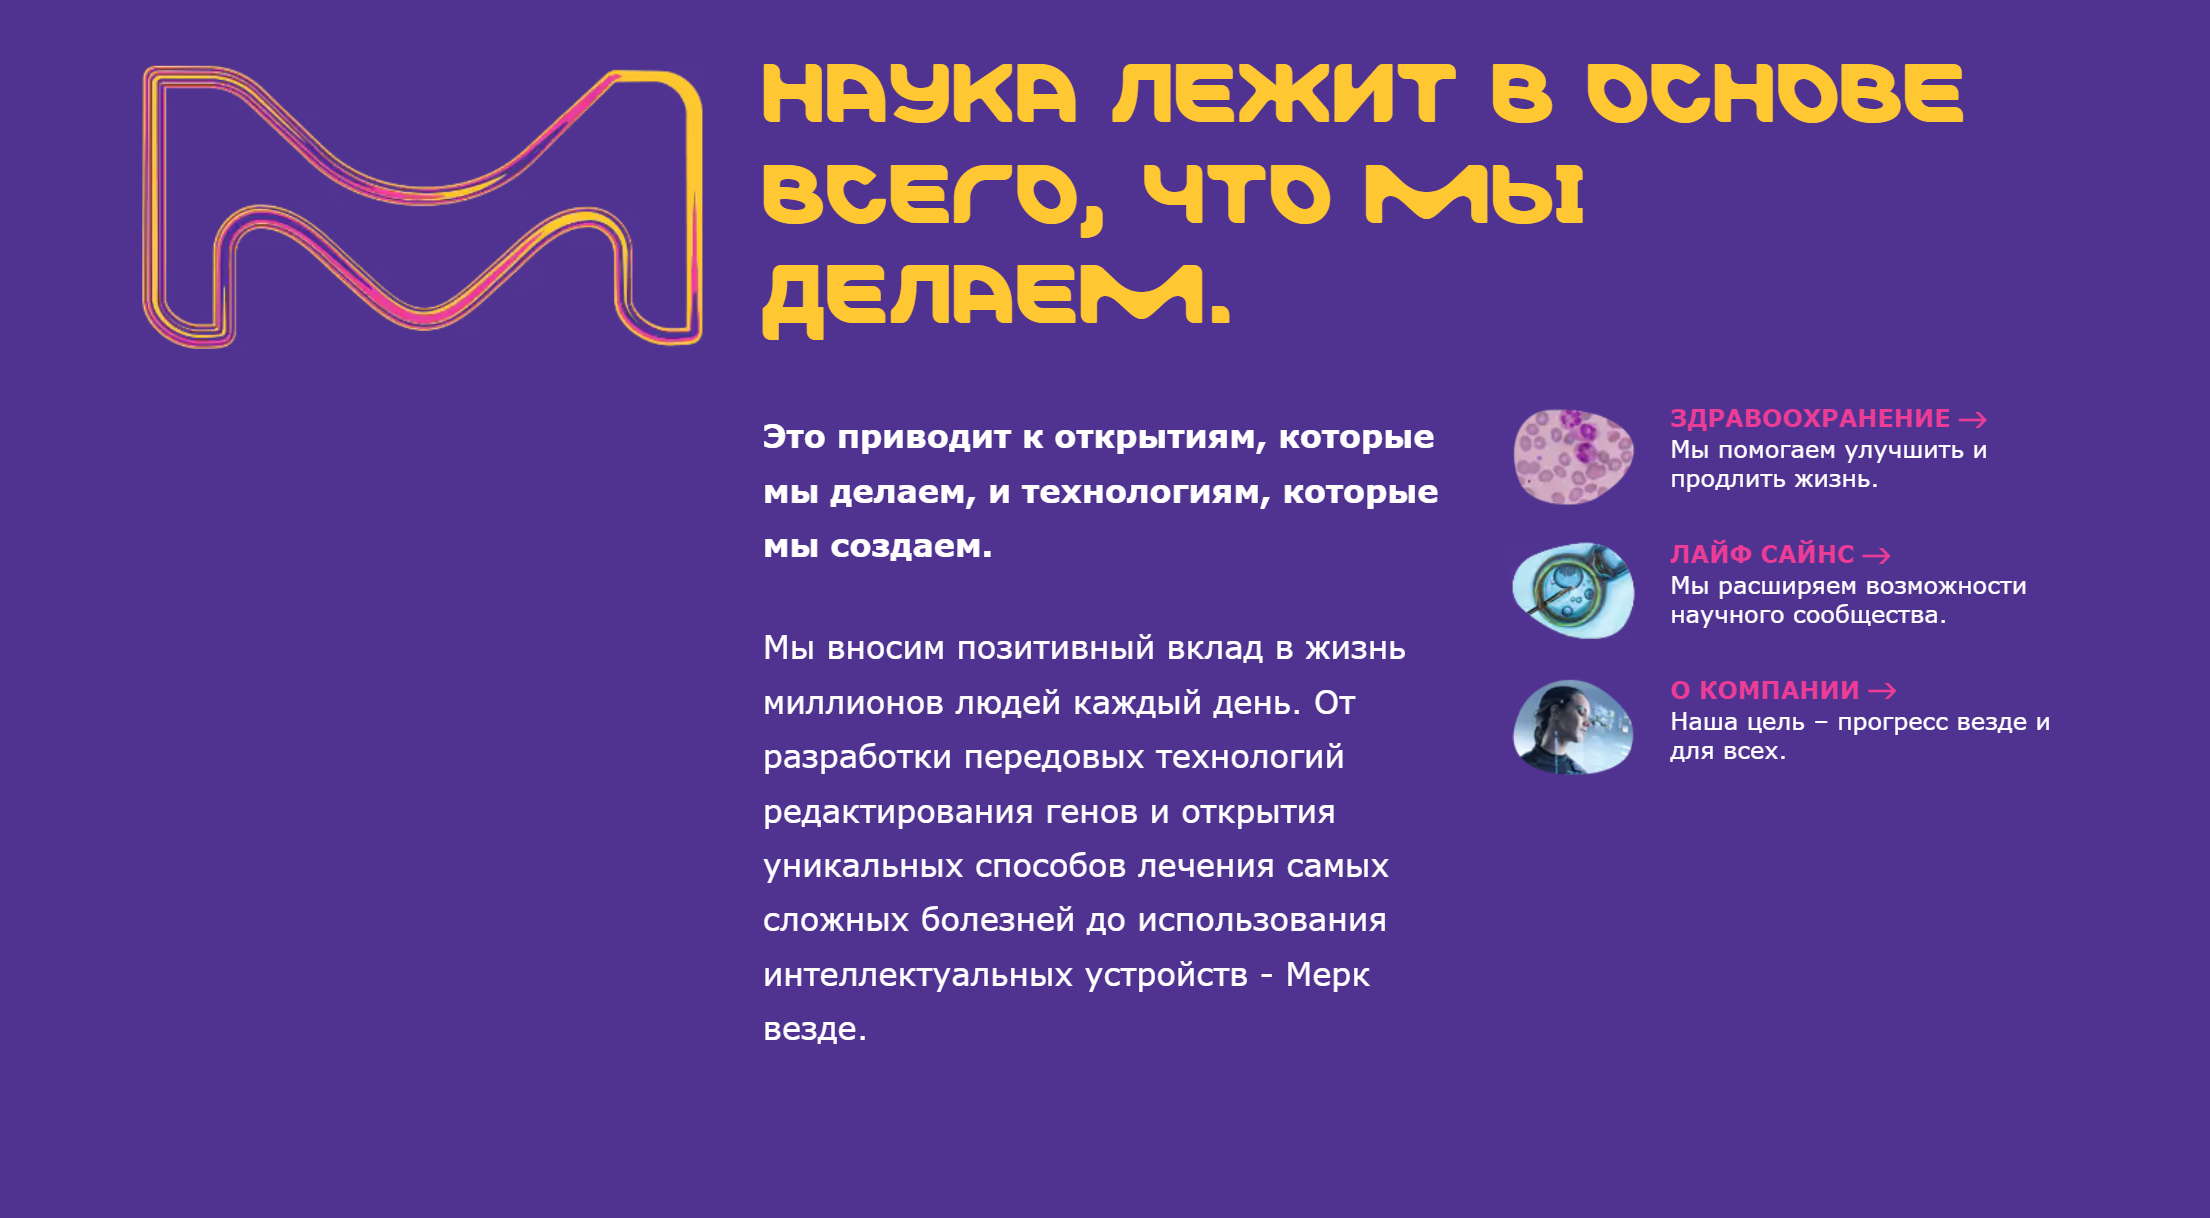 НАУКА ЛЕЖИТ В ОСНОВЕ
ВСЕГО, ЧТО МЫ
ДЕЛАЕМ.
Это приводит к открытиям, которые
мы делаем, и технологиям, которые
мы создаем.
Мы вносим позитивный вклад в жизнь
миллионов людей каждый день. От
разработки передовых технологий
редактирования генов и открытия
уникальных способов лечения самых
сложных болезней до использования
интеллектуальных устройств - Мерк
везде.
ЗДРАВООХРАНЕНИЕ →
Мы помогаем улучшить и
продлить жизнь.
ЛАЙФ САЙНС →
Мы расширяем возможности
научного сообщества.
О КОМПАНИИ →
Наша цель – прогресс везде и
для всех.